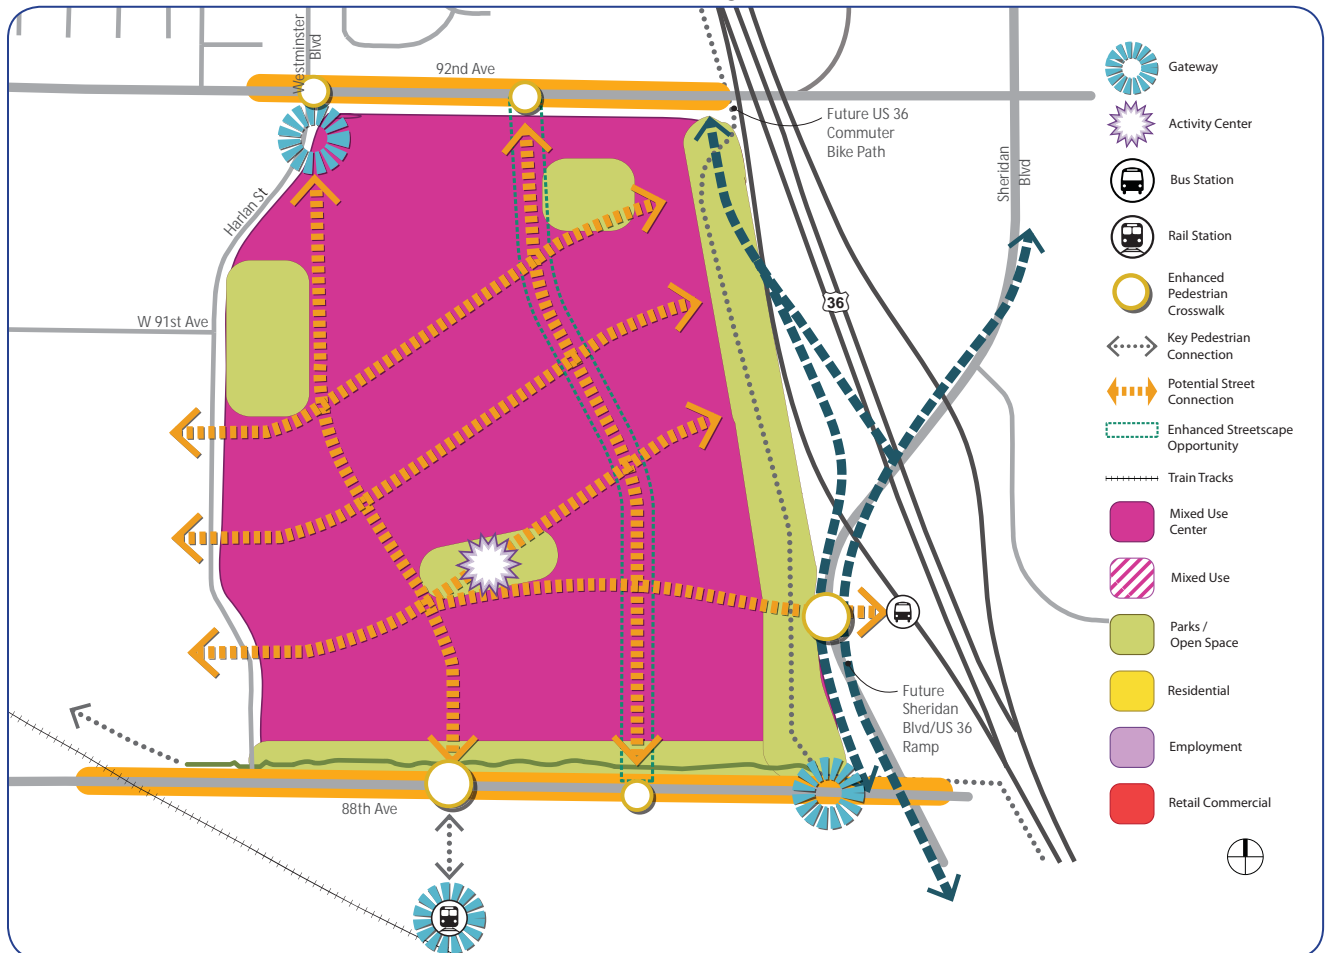 Westminster
Blvd
92nd Ave
Future US 36
Commuter
Bike Path
Sheridan
Blvd
Harlan St
W 91st Ave
36
Future
Sheridan
Blvd/US 36
Ramp
88th Ave
Gateway
Activity Center
Bus Station
Rail Station
Enhanced
Pedestrian
Crosswalk
Key Pedestrian
Connection
Potential Street
Connection
Enhanced Streetscape
Opportunity
Train Tracks
Mixed Use
Center
Mixed Use
Parks /
Open Space
Residential
Employment
Retail Commercial